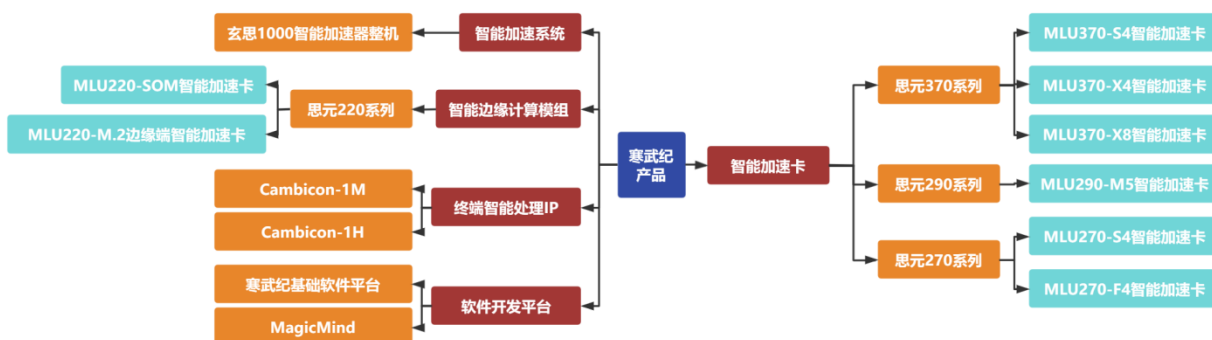 玄思1000智能加速器整机
智能加速系统
MLU220-SOM智能加速卡
MLU220-M.2边缘端智能加速卡
思元220系列
智能边缘计算模组
Cambicon-1M
Cambicon-1H
终端智能处理IP
寒武纪基础软件平台
MagicMind
软件开发平台
寒武纪
产品
智能加速卡
思元370系列
MLU370-S4智能加速卡
MLU370-X4智能加速卡
MLU370-X8智能加速卡
思元290系列
MLU290-M5智能加速卡
思元270系列
MLU270-S4智能加速卡
MLU270-F4智能加速卡